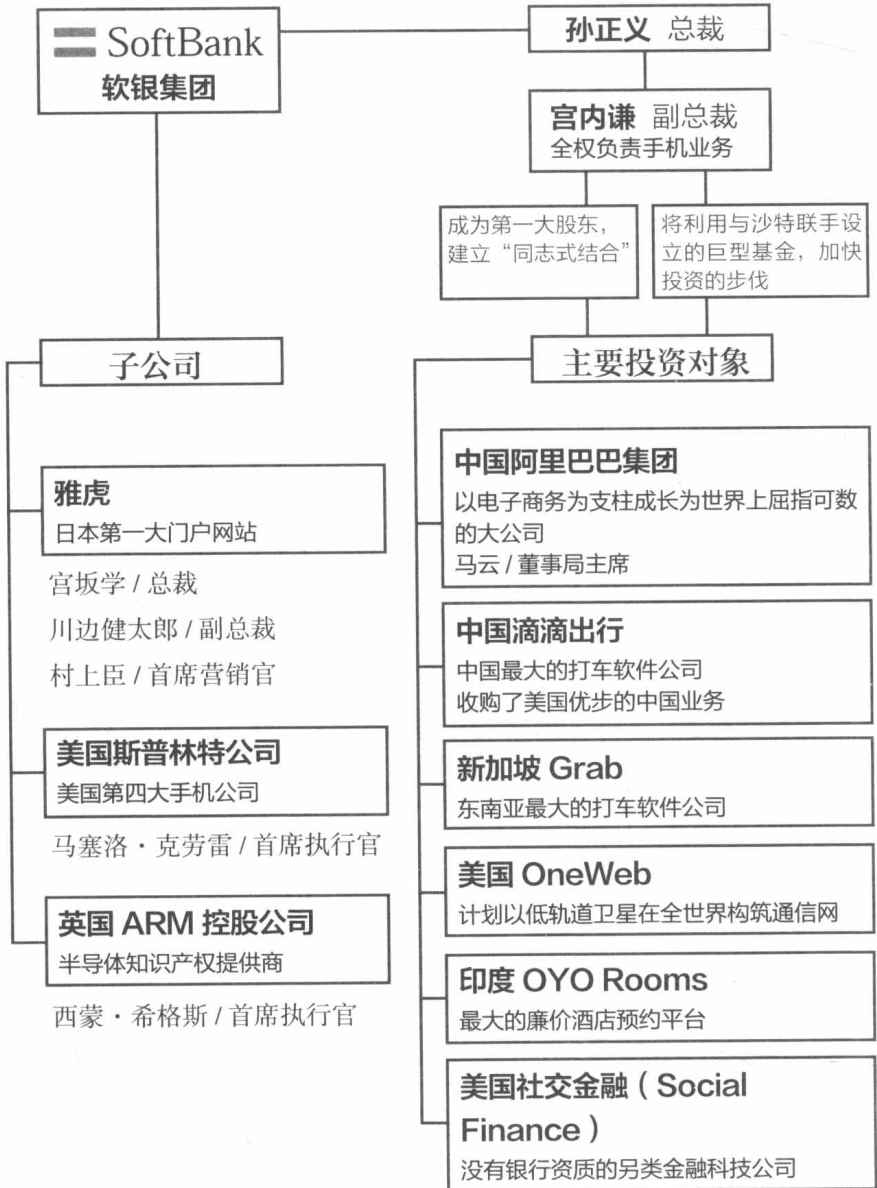 SoftBank
软银集团
孙正义 总裁
宫内谦 副总裁
全权负责手机业务
成为第一大股东，
建立“同志式结合”
将利用与沙特联手设
立的巨型基金，加快
投资的步伐
子公司
雅虎
日本第一大门户网站
宫坂学 / 总裁
川边健太郎 / 副总裁
村上臣 / 首席营销官
美国斯普林特公司
美国第四大手机公司
马塞洛・克劳雷 / 首席执行官
英国 ARM 控股公司
半导体知识产权提供商
西蒙・希格斯 / 首席执行官
主要投资对象
中国阿里巴巴集团
以电子商务为支柱成长为世界上屈指可数
的大公司
马云 / 董事局主席
中国滴滴出行
中国最大的打车软件公司
收购了美国优步的中国业务
新加坡 Grab
东南亚最大的打车软件公司
美国 OneWeb
计划以低轨道卫星在全世界构筑通信网
印度 OYO Rooms
最大的廉价酒店预约平台
美国社交金融（Social
Finance）
没有银行资质的另类金融科技公司